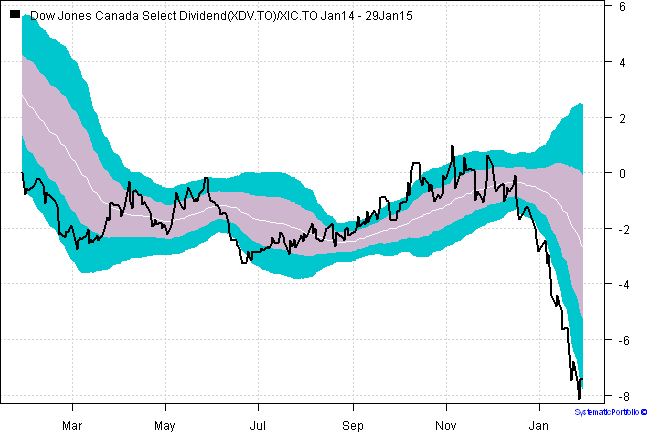 Dow Jones Canada Select Dividend(XDV.TO)/XIC.TO Jan14 - 29Jan15
6
4
2
0
-2
-4
-6
-8
Mar May Jul Sep Nov Jan
SystematicPortfolio ©